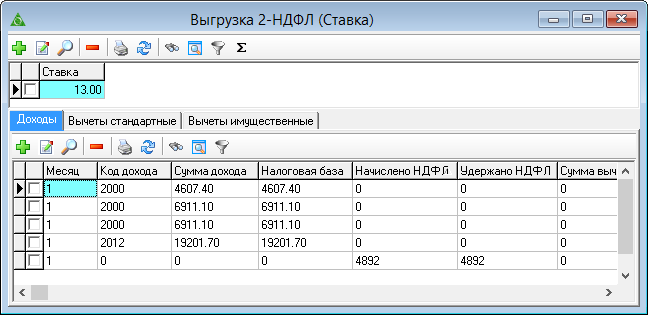 Выгрузка 2-НДФЛ (Ставка)
Σ
Ставка
13.00
Доходы Вычеты стандартные Вычеты имущественные
Месяц Код дохода Сумма дохода Налоговая база Начислено НДФЛ Удержано НДФЛ Сумма выч
1 2000 4607.40 4607.40 0 0 0
1 2000 6911.10 6911.10 0 0 0
1 2000 6911.10 6911.10 0 0 0
1 2012 19201.70 19201.70 0 0 0
1 0 0 0 4892 4892 0